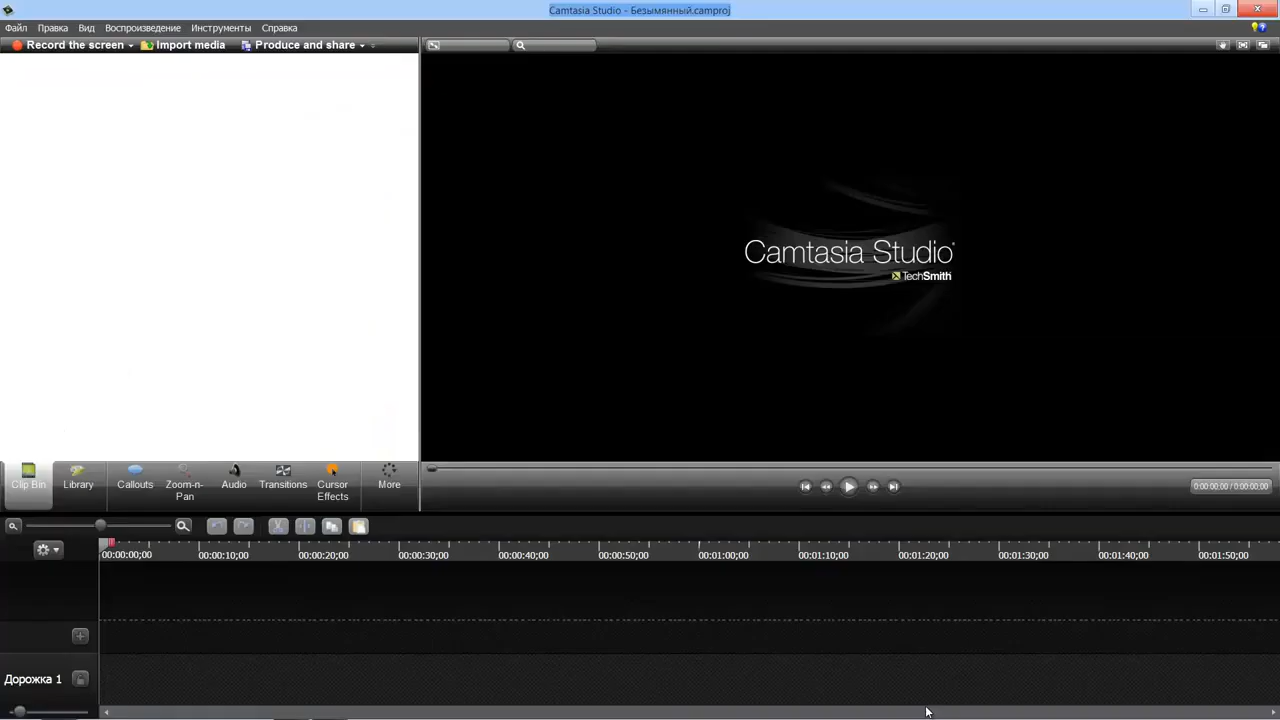 Camtasia Studio - Безымянный.camproj
Файл Правка Вид Воспроизведение Инструменты Справка
Record the screen Import media Produce and share
Camtasia Studio
TechSmith
Clip Bin Library Callouts Zoom-n-Pan Audio Transitions Cursor Effects More
0:00:00;00 / 0:00:00;00
00:00:00;00 00:00:10;00 00:00:20;00 00:00:30;00 00:00:40;00 00:00:50;00 00:01:00;00 00:01:10;00 00:01:20;00 00:01:30;00 00:01:40;00 00:01:50;00
Дорожка 1